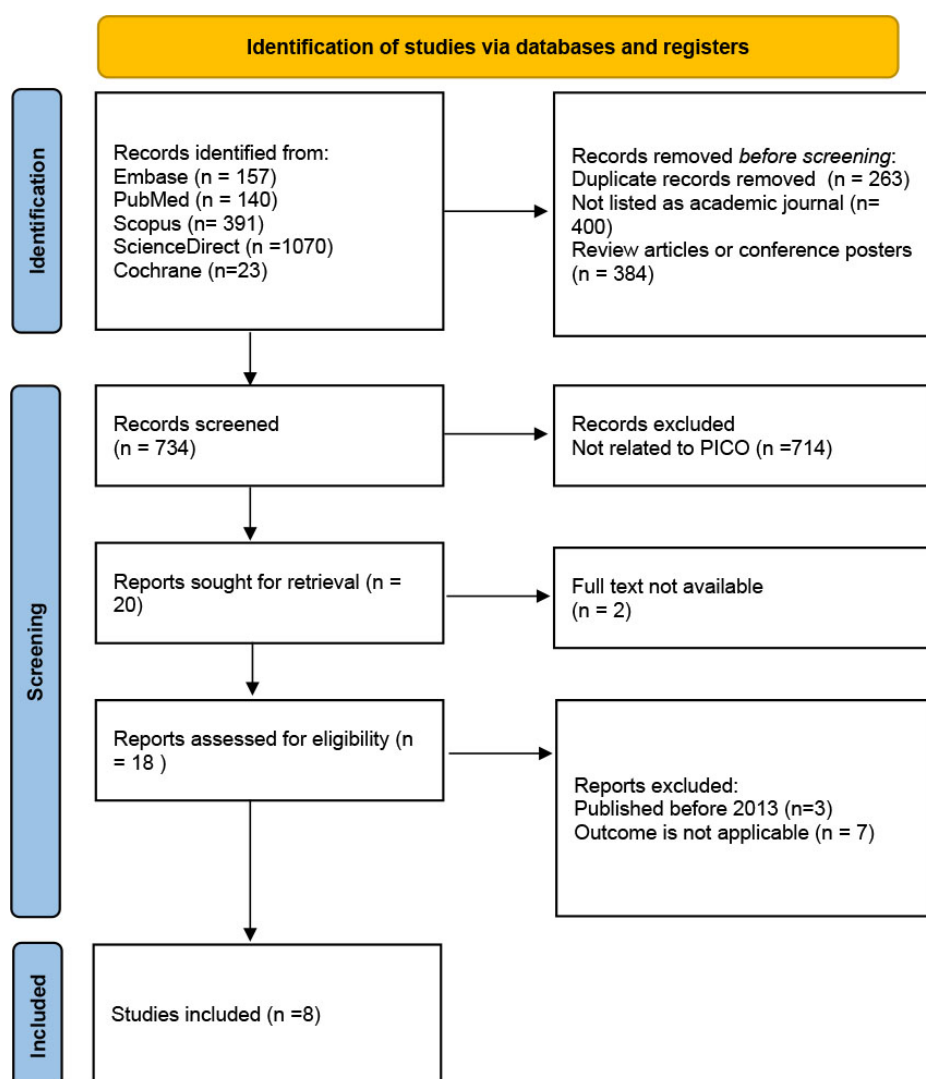 Identification of studies via databases and registers
Identification
Records identified from:
Embase (n = 157)
PubMed (n = 140)
Scopus (n= 391)
ScienceDirect (n =1070)
Cochrane (n=23)
Records removed before screening:
Duplicate records removed  (n = 263)
Not listed as academic journal (n=
400)
Review articles or conference posters
(n = 384)
Screening
Records screened
(n = 734)
Records excluded
Not related to PICO (n =714)
Reports sought for retrieval (n =
20)
Full text not available
(n = 2)
Reports assessed for eligibility (n
= 18 )
Reports excluded:
Published before 2013 (n=3)
Outcome is not applicable (n = 7)
Included
Studies included (n =8)